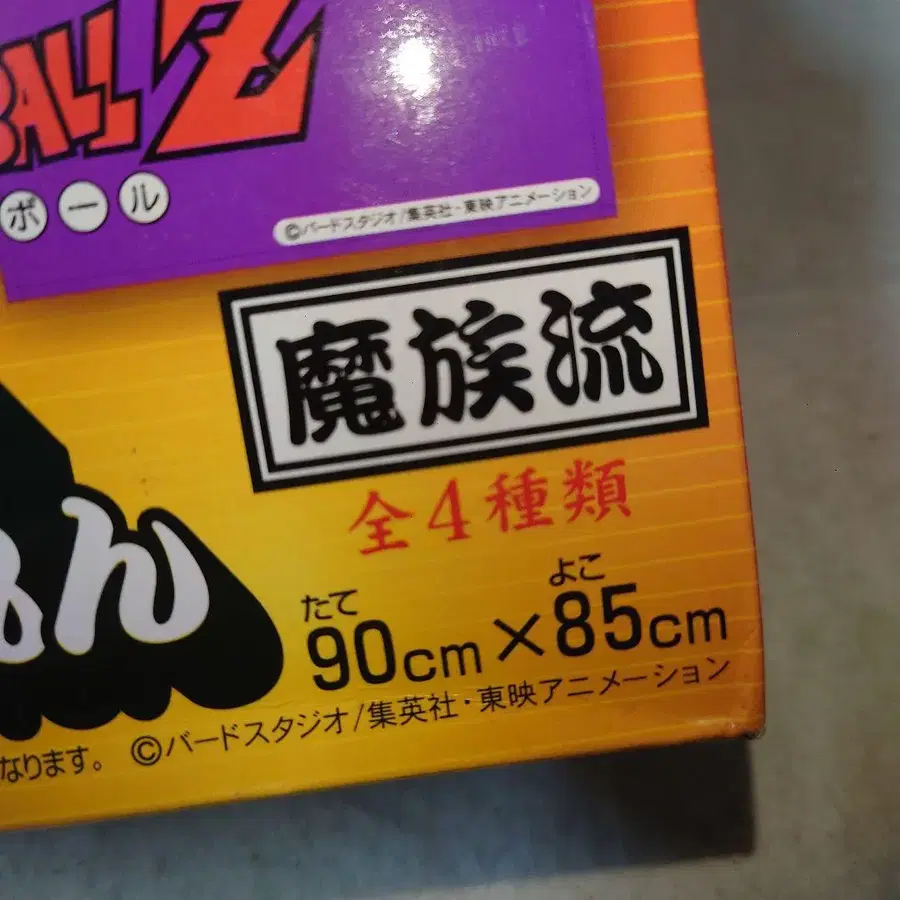 BALL Z
ボール
©バードスタジオ/集英社・東映アニメーション
魔族流
全4種類
ん
たて よこ
90cm×85cm
なります。 ©バードスタジオ/集英社・東映アニメーション